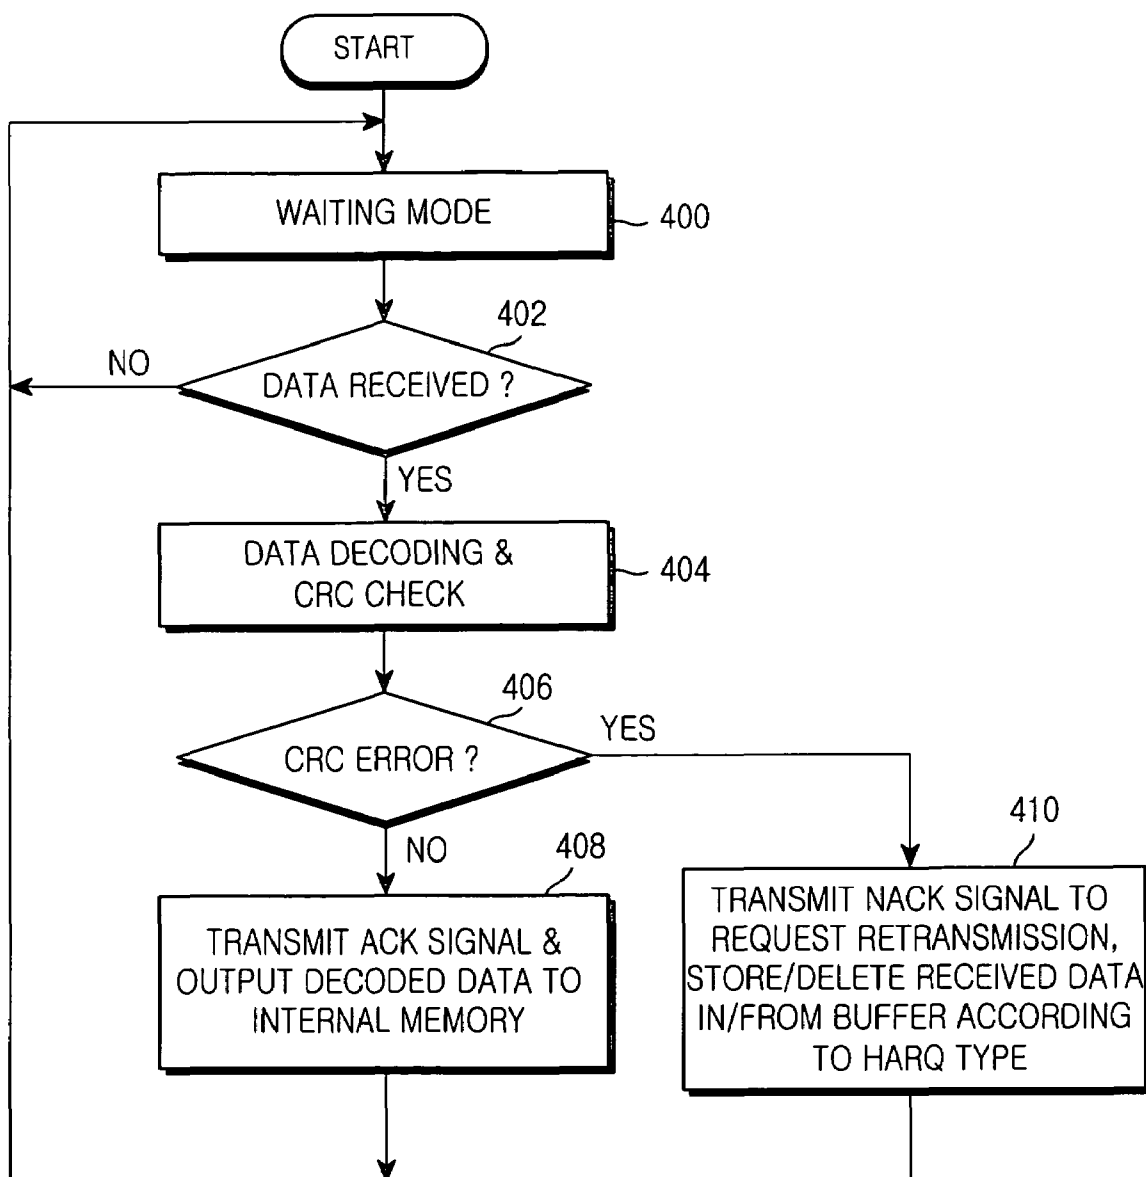 START
WAITING MODE
400
402
NO
DATA RECEIVED ?
YES
DATA DECODING &
CRC CHECK
404
406
YES
CRC ERROR ?
NO
408
410
TRANSMIT ACK SIGNAL &
OUTPUT DECODED DATA TO
INTERNAL MEMORY
TRANSMIT NACK SIGNAL TO
REQUEST RETRANSMISSION,
STORE/DELETE RECEIVED DATA
IN/FROM BUFFER ACCORDING
TO HARQ TYPE